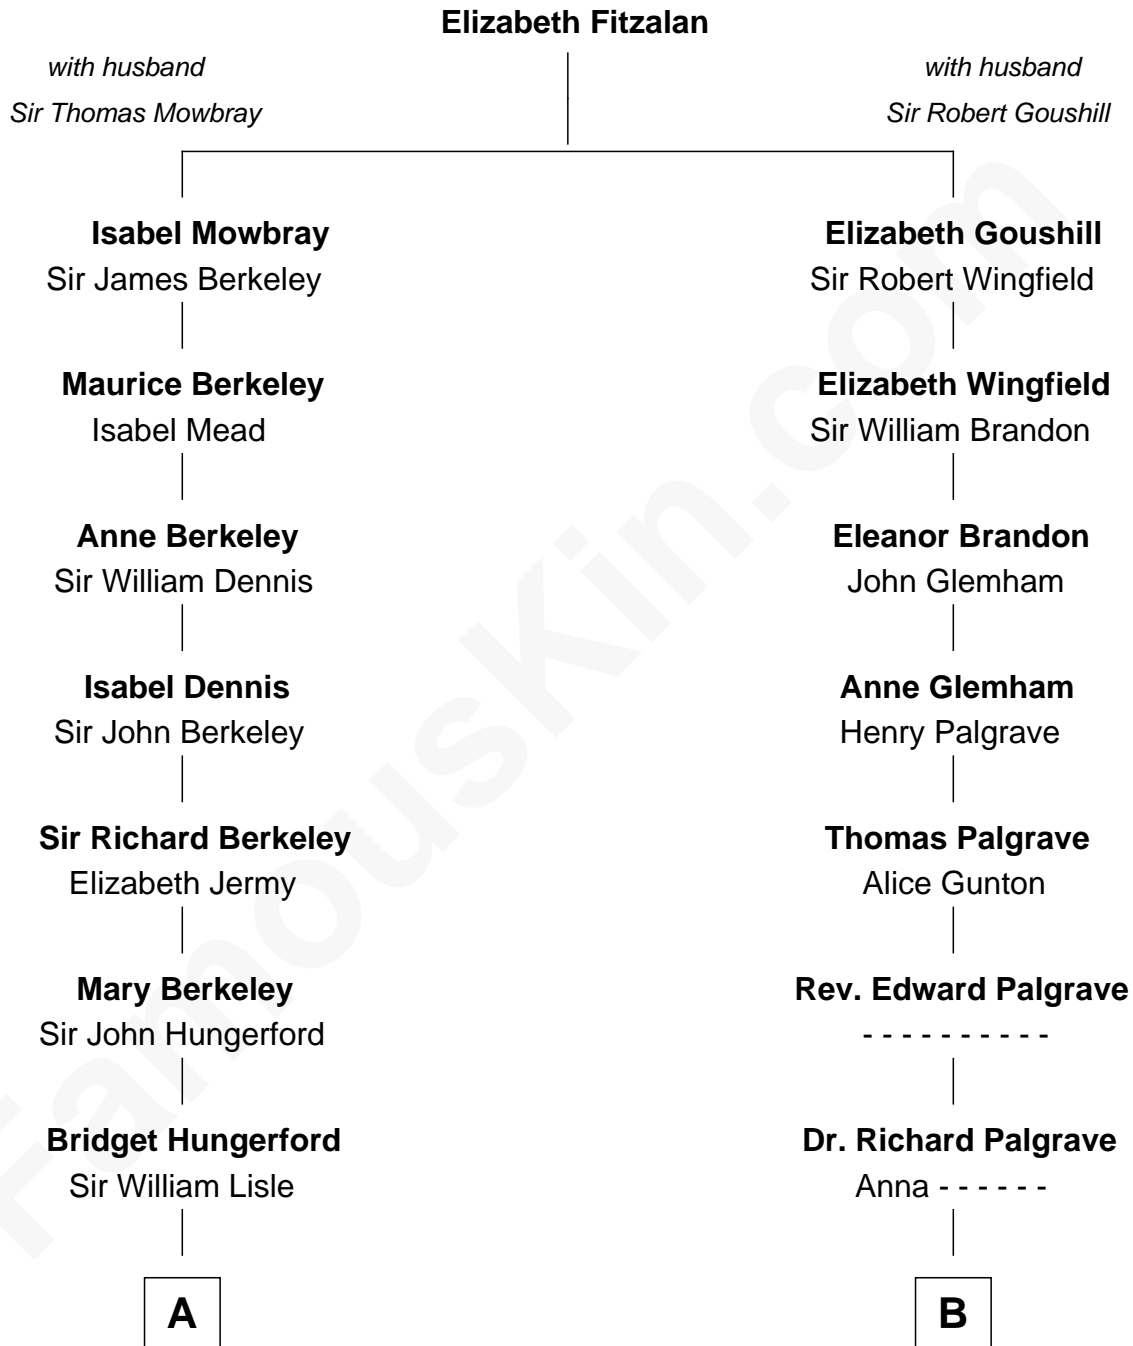 Elizabeth Fitzalan
with husband
Sir Thomas Mowbray
with husband
Sir Robert Goushill
Isabel Mowbray
Sir James Berkeley
Elizabeth Goushill
Sir Robert Wingfield
Maurice Berkeley
Isabel Mead
Elizabeth Wingfield
Sir William Brandon
Anne Berkeley
Sir William Dennis
Eleanor Brandon
John Glemham
Isabel Dennis
Sir John Berkeley
Anne Glemham
Henry Palgrave
Sir Richard Berkeley
Elizabeth Jermy
Thomas Palgrave
Alice Gunton
Mary Berkeley
Sir John Hungerford
Rev. Edward Palgrave
- - - - - - - - - -
Bridget Hungerford
Sir William Lisle
Dr. Richard Palgrave
Anna - - - - - -
A
B
FamousKin.com